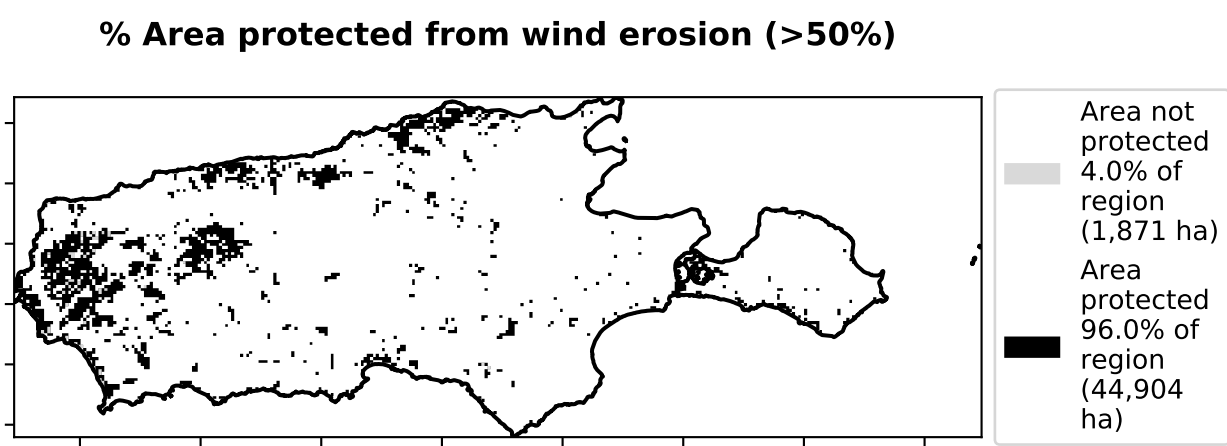 % Area protected from wind erosion (>50%)
Area not
protected
4.0% of
region
(1,871 ha)
Area
protected
96.0% of
region
(44,904
ha)